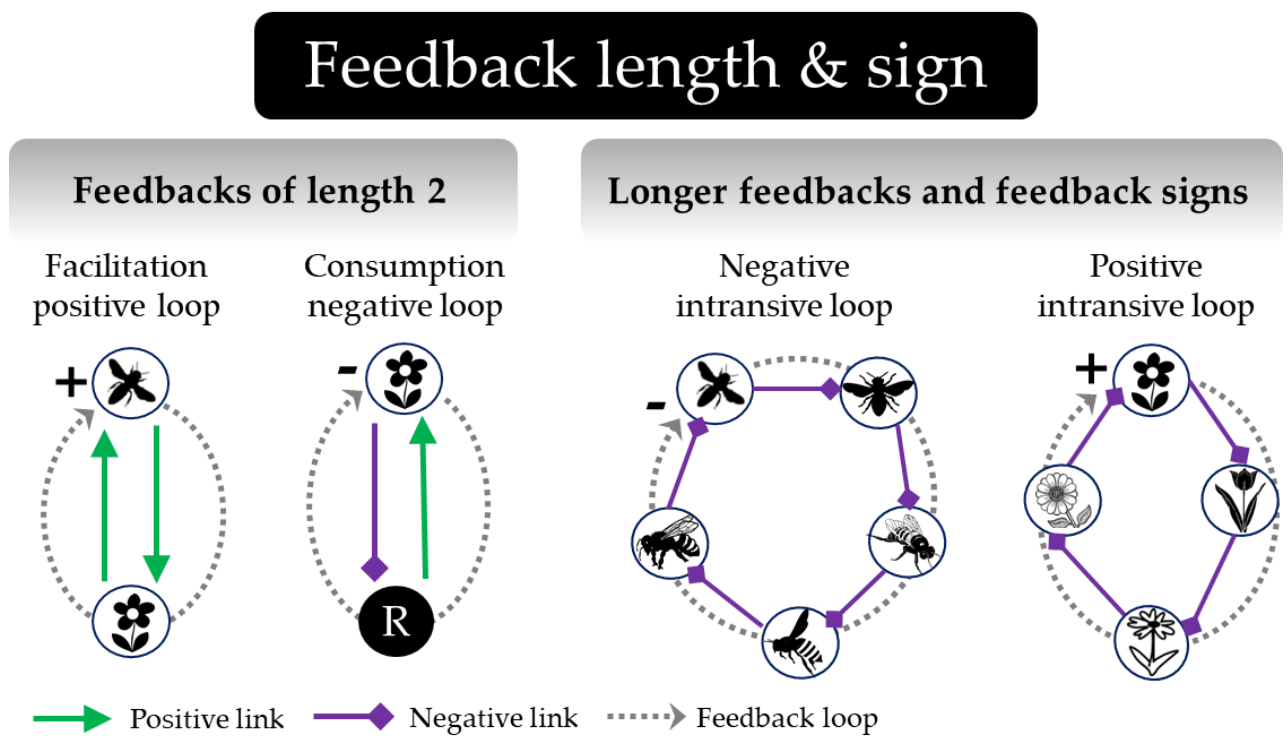 Feedback length & sign
Feedbacks of length 2
Facilitation
positive loop
Consumption
negative loop
+
-
R
Longer feedbacks and feedback signs
Negative
intransive loop
Positive
intransive loop
-
+
Positive link
Negative link
Feedback loop